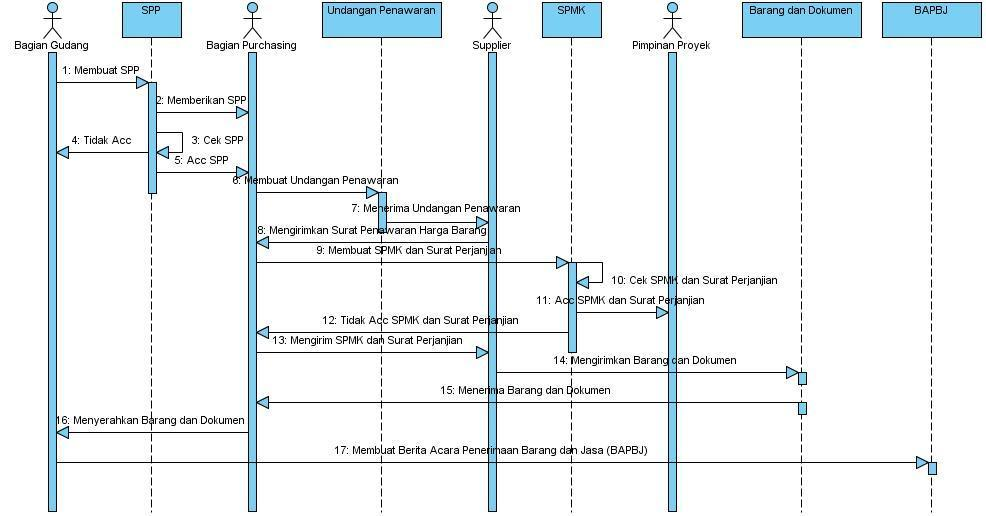 SPP
Undangan Penawaran
SPMK
Barang dan Dokumen
BAPBJ
Bagian Gudang
Bagian Purchasing
Supplier
Pimpinan Proyek
1: Membuat SPP
2: Memberikan SPP
3: Cek SPP
4: Tidak Acc
5: Acc SPP
6: Membuat Undangan Penawaran
7: Menerima Undangan Penawaran
8: Mengirimkan Surat Penawaran Harga Barang
9: Membuat SPMK dan Surat Perjanjian
10: Cek SPMK dan Surat Perjanjian
11: Acc SPMK dan Surat Perjanjian
12: Tidak Acc SPMK dan Surat Perjanjian
13: Mengirim SPMK dan Surat Perjanjian
14: Mengirimkan Barang dan Dokumen
15: Menerima Barang dan Dokumen
16: Menyerahkan Barang dan Dokumen
17: Membuat Berita Acara Penerimaan Barang dan Jasa (BAPBJ)